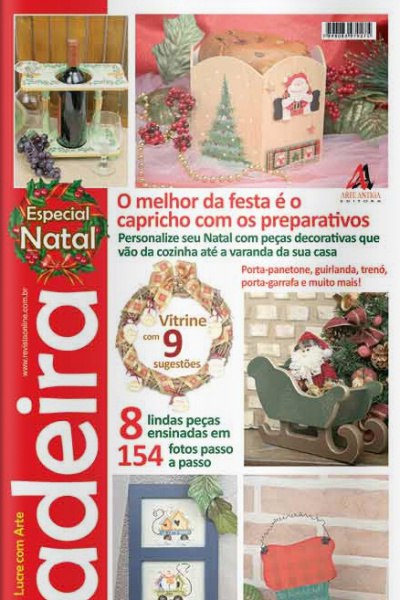 ARTE ANTIGA
EDITORA
Especial
Natal
O melhor da festa é o
capricho com os preparativos
Personalize seu Natal com peças decorativas que
vão da cozinha até a varanda da sua casa
Porta-panetone, guirlanda, trenó,
porta-garrafa e muito mais!
Vitrine
com
9
sugestões
8 lindas peças
ensinadas em
154 fotos passo
a passo
www.revistaonline.com.br
adeira
Lucre com Arte